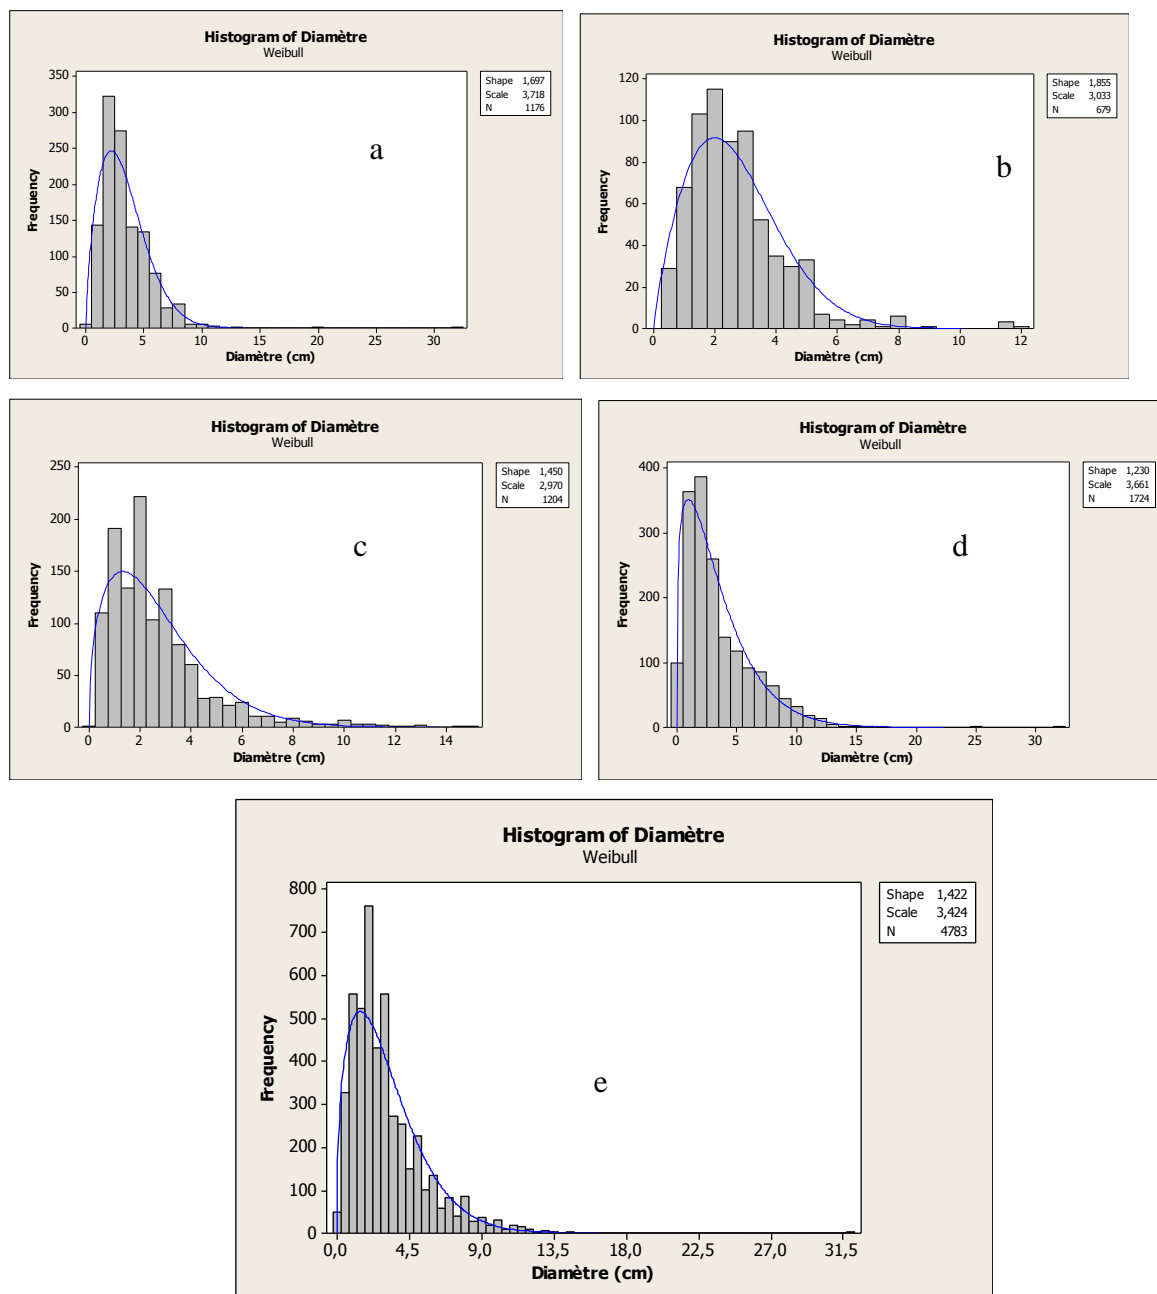 Histogram of Diamètre
Weibull
Shape 1,697
Scale 3,718
N 1176
350
300
250
200
150
100
50
0
Frequency
a
0 5 10 15 20 25 30
Diamètre (cm)
Histogram of Diamètre
Weibull
Shape 1,855
Scale 3,033
N 679
120
100
80
60
40
20
0
Frequency
b
0 2 4 6 8 10 12
Diamètre (cm)
Histogram of Diamètre
Weibull
Shape 1,450
Scale 2,970
N 1204
250
200
150
100
50
0
Frequency
c
0 2 4 6 8 10 12 14
Diamètre (cm)
Histogram of Diamètre
Weibull
Shape 1,230
Scale 3,661
N 1724
400
300
200
100
0
Frequency
d
0 5 10 15 20 25 30
Diamètre (cm)
Histogram of Diamètre
Weibull
Shape 1,422
Scale 3,424
N 4783
800
700
600
500
400
300
200
100
0
Frequency
e
0,0 4,5 9,0 13,5 18,0 22,5 27,0 31,5
Diamètre (cm)